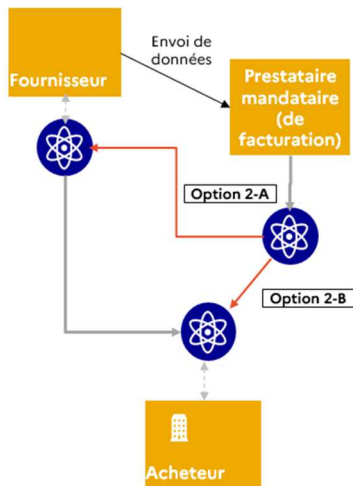 Envoi de
données
Fournisseur
Prestataire
mandataire
(de
facturation)
Option 2-A
Option 2-B
Acheteur